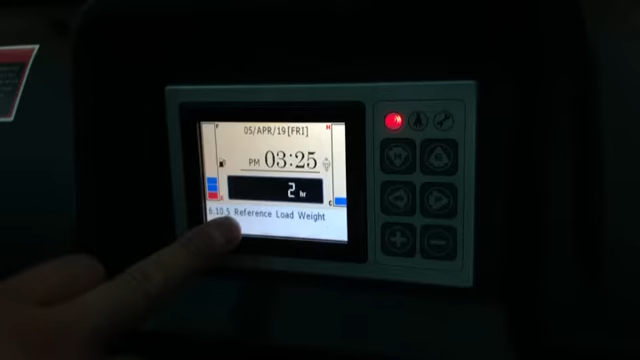 05/APR/19[FRI]
F H
PM 03:25
2 hr
C
6.10.5 Reference Load Weight